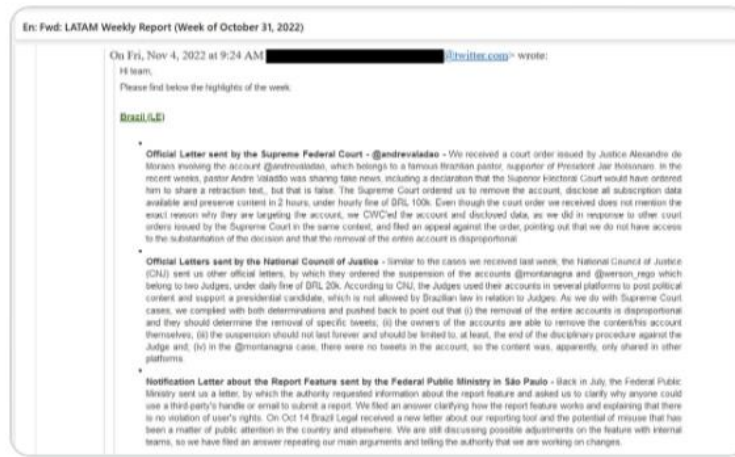 En: Fwd: LATAM Weekly Report (Week of October 31, 2022)
On Fri, Nov 4, 2022 at 9:24 AM @twitter.com> wrote:
Hi team,
Please find below the highlights of the week.
Brazil (LE)
Official Letter sent by the Supreme Federal Court - @andrevaladao - We received a court order issued by Justice Alexandre de
Moraes involving the account @andrevaladao, which belongs to a famous Brazilian pastor, supporter of President Jair Bolsonaro. In the
recent weeks, pastor Andre Valadão was sharing fake news, including a declaration that the Superior Electoral Court would have ordered
him to share a retraction text, but that is false. The Supreme Court ordered us to remove the account, disclose all subscription data
available and preserve content in 2 hours, under hourly fine of BRL 100k. Even though the court order we received does not mention the
exact reason why they are targeting the account, we CWC'ed the account and disclosed data, as we did in response to other court
orders issued by the Supreme Court in the same context, and filed an appeal against the order, pointing out that we do not have access
to the substantiation of the decision and that the removal of the entire account is disproportional.
Official Letters sent by the National Council of Justice - Similar to the cases we received last week, the National Council of Justice
(CNJ) sent us other official letters, by which they ordered the suspension of the accounts @montanagna and @werson_rego which
belong to two Judges, under daily fine of BRL 20k. According to CNJ, the Judges used their accounts in several platforms to post political
content and support a presidential candidate, which is not allowed by Brazilian law in relation to Judges. As we do with Supreme Court
cases, we complied with both determinations and pushed back to point out that (i) the removal of the entire accounts is disproportional
and they should determine the removal of specific tweets; (ii) the owners of the accounts are able to remove the content/his account
themselves; (iii) the suspension should not last forever and should be limited to, at least, the end of the disciplinary procedure against the
Judge and; (iv) in the @montanagna case, there were no tweets in the account, so the content was, apparently, only shared in other
platforms.
Notification Letter about the Report Feature sent by the Federal Public Ministry in São Paulo - Back in July, the Federal Public
Ministry sent us a letter, by which the authority requested information about the report feature and asked us to clarify why anyone could
use a third-party's handle or email to submit a report. We filed an answer clarifying how the report feature works and explaining that there
is no violation of user's rights. On Oct 14 Brazil Legal received a new letter about our reporting tool and the potential of misuse that has
been a matter of public attention in the country and elsewhere. We are still discussing possible adjustments on the feature with internal
teams, so we have filed an answer repeating our main arguments and telling the authority that we are working on changes.